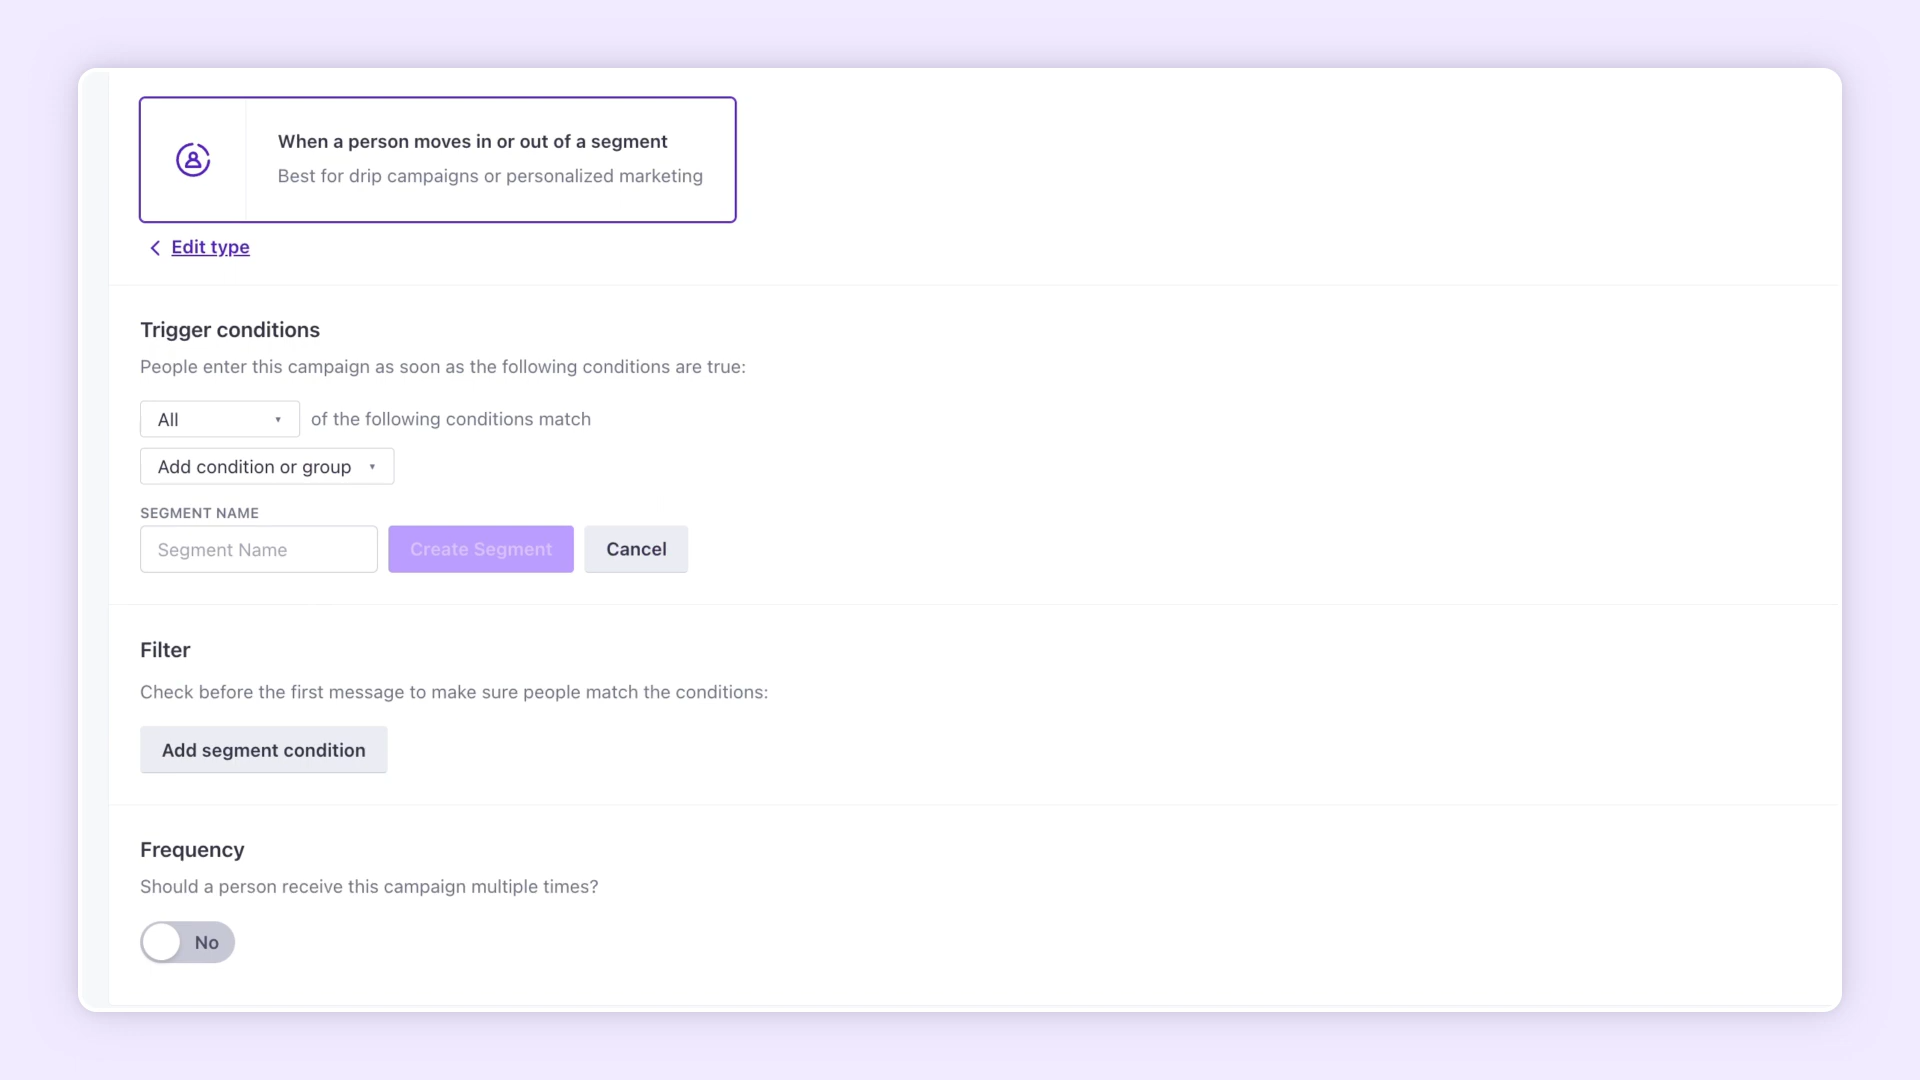 When a person moves in or out of a segment
Best for drip campaigns or personalized marketing
Edit type
Trigger conditions
People enter this campaign as soon as the following conditions are true:
All of the following conditions match
Add condition or group
SEGMENT NAME
Segment Name Create Segment Cancel
Filter
Check before the first message to make sure people match the conditions:
Add segment condition
Frequency
Should a person receive this campaign multiple times?
No